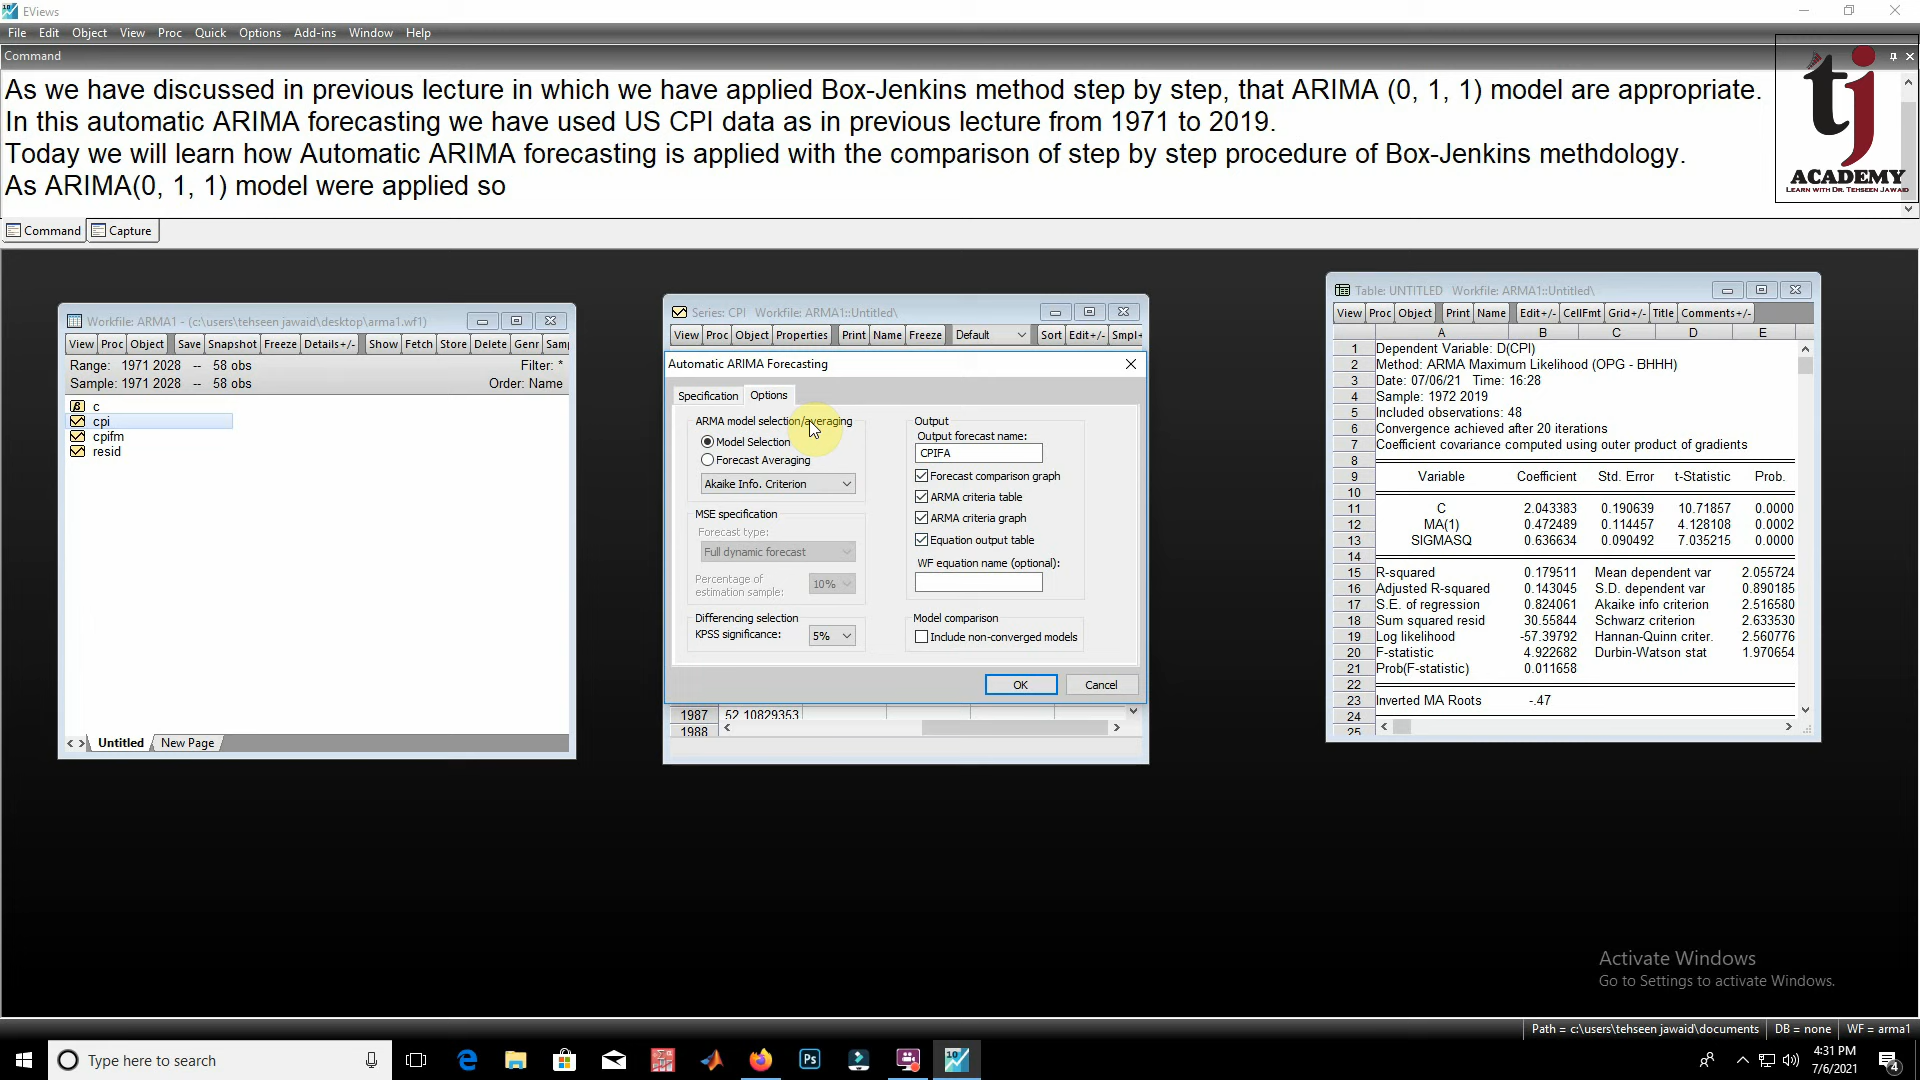 EViews
File Edit Object View Proc Quick Options Add-ins Window Help
Command
As we have discussed in previous lecture in which we have applied Box-Jenkins method step by step, that ARIMA (0, 1, 1) model are appropriate.
In this automatic ARIMA forecasting we have used US CPI data as in previous lecture from 1971 to 2019.
Today we will learn how Automatic ARIMA forecasting is applied with the comparison of step by step procedure of Box-Jenkins methdology.
As ARIMA(0, 1, 1) model were applied so
tj
ACADEMY
LEARN WITH DR. TEHSEEN JAWAID
Command Capture
Workfile: ARMA1 - (c:\users\tehseen jawaid\desktop\arma1.wf1)
View Proc Object Save Snapshot Freeze Details+/- Show Fetch Store Delete Genr Sam
Range: 1971 2028 -- 58 obs Filter: *
Sample: 1971 2028 -- 58 obs Order: Name
c
cpi
cpifm
resid
Untitled New Page
Series: CPI Workfile: ARMA1::Untitled\
View Proc Object Properties Print Name Freeze Default Sort Edit+/- Smpl+
Automatic ARIMA Forecasting
Specification Options
ARMA model selection/averaging
Model Selection
Forecast Averaging
Akaike Info. Criterion
MSE specification
Forecast type:
Full dynamic forecast
Percentage of
estimation sample: 10%
Differencing selection
KPSS significance: 5%
Output
Output forecast name:
CPIFA
Forecast comparison graph
ARMA criteria table
ARMA criteria graph
Equation output table
WF equation name (optional):
Model comparison
Include non-converged models
OK Cancel
1987 52.10829353
1988
Table: UNTITLED Workfile: ARMA1::Untitled\
View Proc Object Print Name Edit+/- CellFmt Grid+/- Title Comments+/-
A B C D E
1 Dependent Variable: D(CPI)
2 Method: ARMA Maximum Likelihood (OPG - BHHH)
3 Date: 07/06/21 Time: 16:28
4 Sample: 1972 2019
5 Included observations: 48
6 Convergence achieved after 20 iterations
7 Coefficient covariance computed using outer product of gradients
8
9 Variable Coefficient Std. Error t-Statistic Prob.
10
11 C 2.043383 0.190639 10.71857 0.0000
12 MA(1) 0.472489 0.114457 4.128108 0.0002
13 SIGMASQ 0.636634 0.090492 7.035215 0.0000
14
15 R-squared 0.179511 Mean dependent var 2.055724
16 Adjusted R-squared 0.143045 S.D. dependent var 0.890185
17 S.E. of regression 0.824061 Akaike info criterion 2.516580
18 Sum squared resid 30.55844 Schwarz criterion 2.633530
19 Log likelihood -57.39792 Hannan-Quinn criter. 2.560776
20 F-statistic 4.922682 Durbin-Watson stat 1.970654
21 Prob(F-statistic) 0.011658
22
23 Inverted MA Roots -.47
24
25
Activate Windows
Go to Settings to activate Windows.
Path = c:\users\tehseen jawaid\documents DB = none WF = arma1
Type here to search
Ps
10
4:31 PM
7/6/2021
4